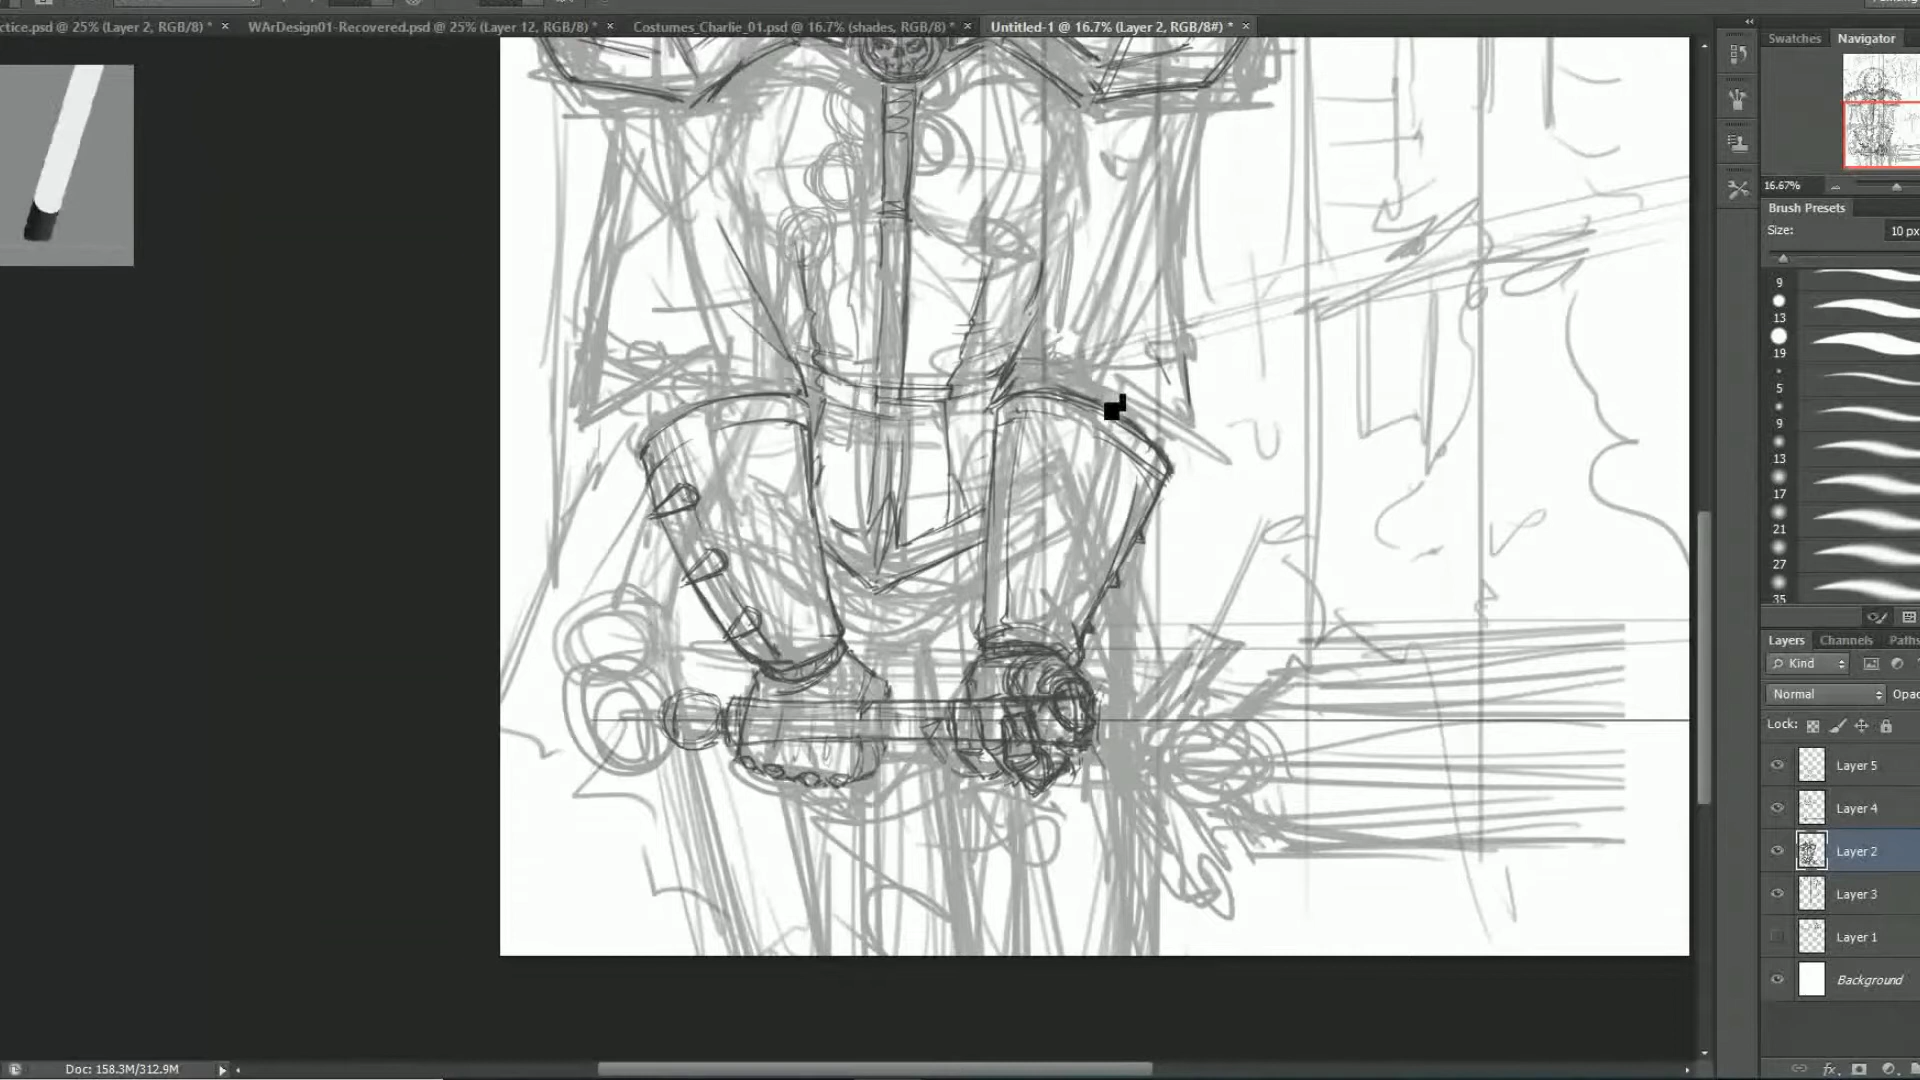 ctice.psd @ 25% (Layer 2, RGB/8) * ×
WArDesign01-Recovered.psd @ 25% (Layer 12, RGB/8) * ×
Costumes_Charlie_01.psd @ 16.7% (shades, RGB/8) * ×
Untitled-1 @ 16.7% (Layer 2, RGB/8#) * ×
Swatches Navigator
16.67%
Brush Presets
Size: 10 px
9
13
19
5
9
13
17
21
27
35
Layers Channels Paths
Kind
Normal Opac
Lock:
Layer 5
Layer 4
Layer 2
Layer 3
Layer 1
Background
fx
Doc: 158.3M/312.9M